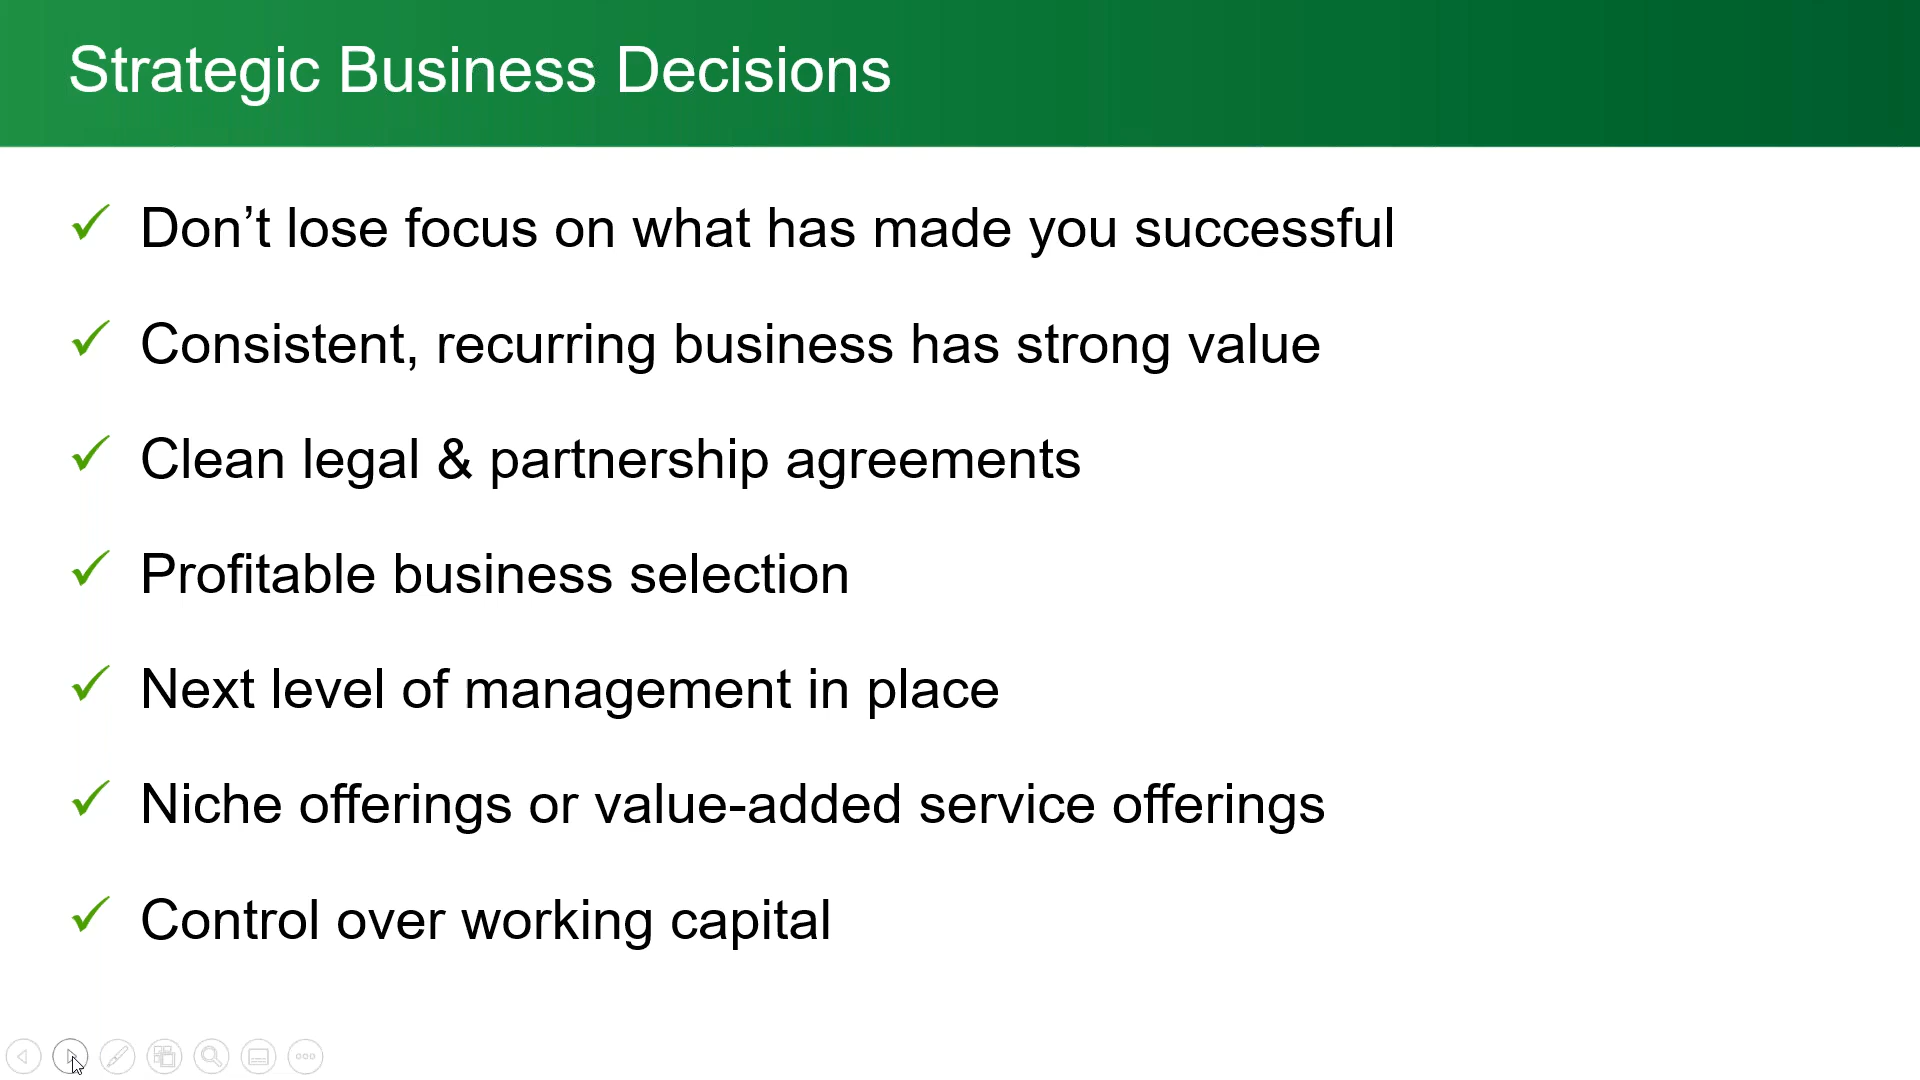 Strategic Business Decisions
Don’t lose focus on what has made you successful
Consistent, recurring business has strong value
Clean legal & partnership agreements
Profitable business selection
Next level of management in place
Niche offerings or value-added service offerings
Control over working capital